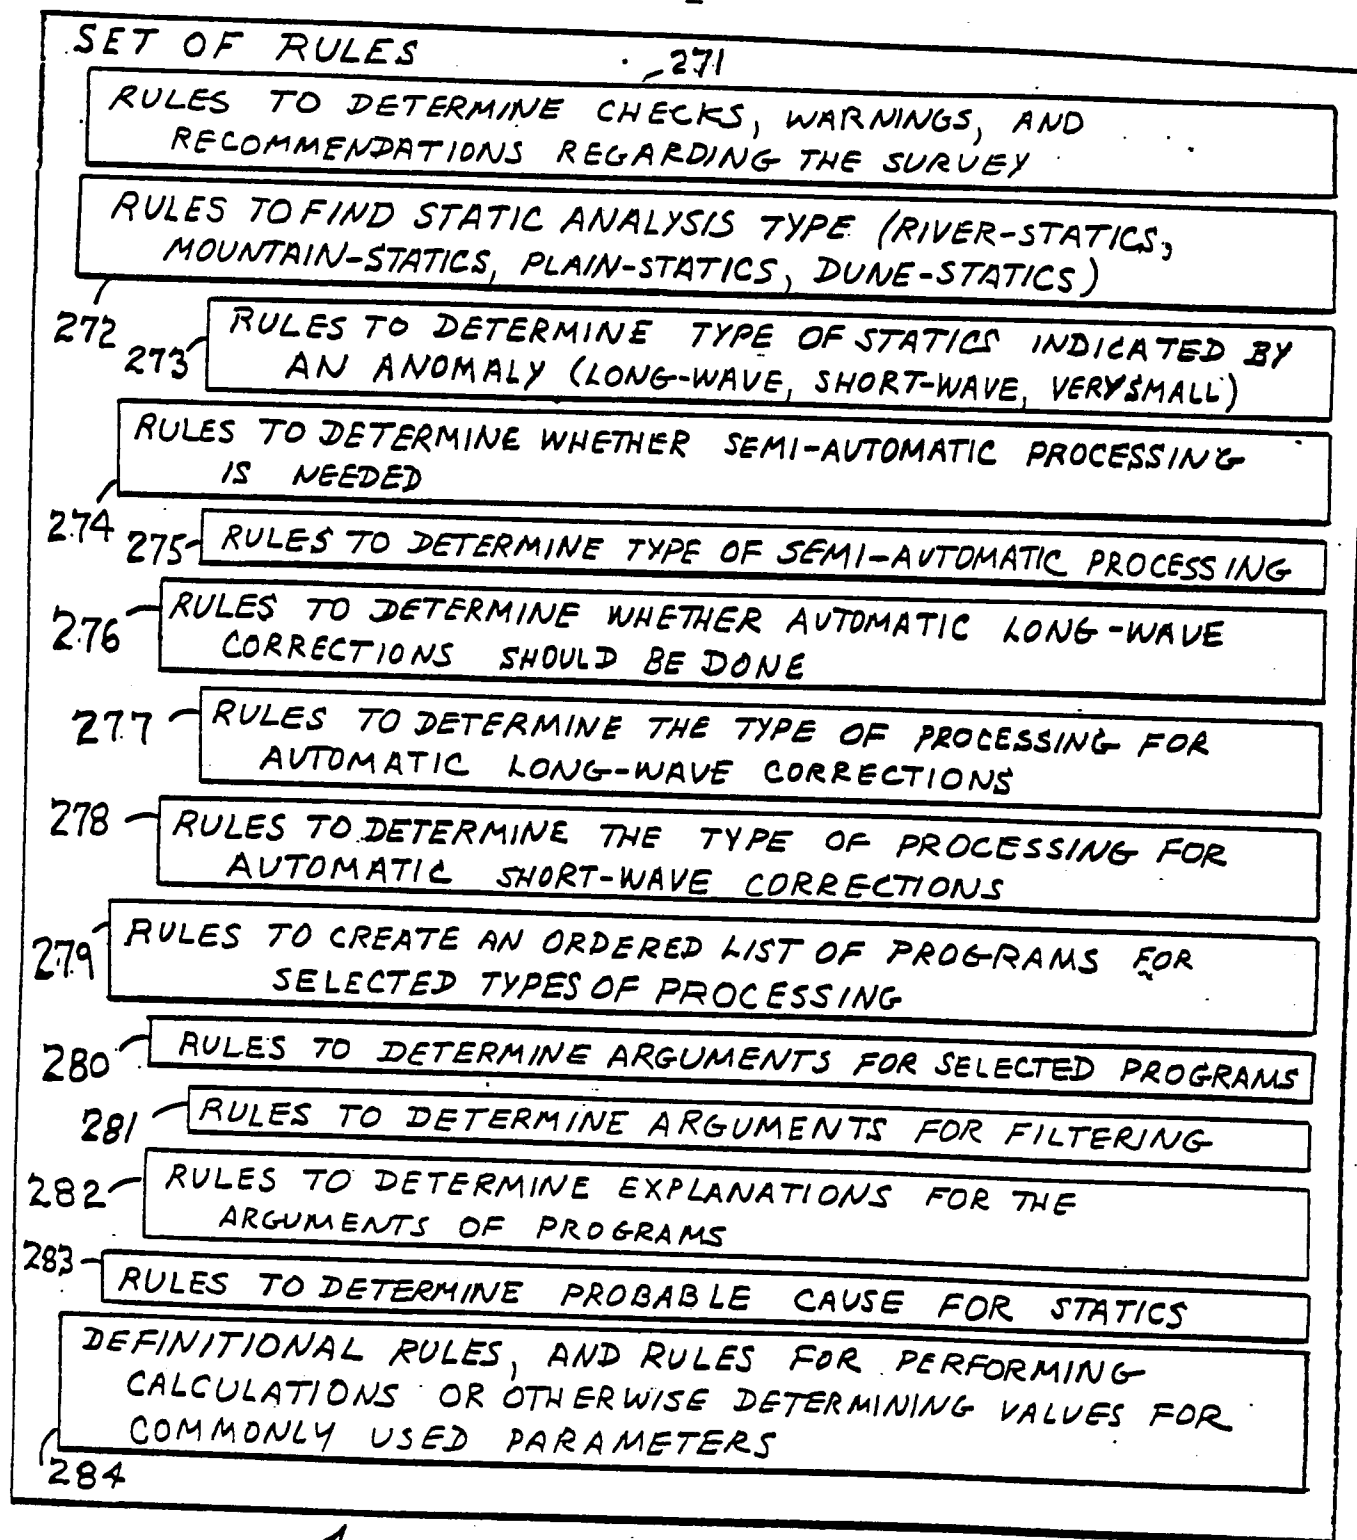 SET OF RULES
271
RULES TO DETERMINE CHECKS, WARNINGS, AND
RECOMMENDATIONS REGARDING THE SURVEY
RULES TO FIND STATIC ANALYSIS TYPE (RIVER-STATICS,
MOUNTAIN-STATICS, PLAIN-STATICS, DUNE-STATICS)
272
273
RULES TO DETERMINE TYPE OF STATICS INDICATED BY
AN ANOMALY (LONG-WAVE, SHORT-WAVE, VERY SMALL)
RULES TO DETERMINE WHETHER SEMI-AUTOMATIC PROCESSING
IS NEEDED
274
275 RULES TO DETERMINE TYPE OF SEMI-AUTOMATIC PROCESSING
276
RULES TO DETERMINE WHETHER AUTOMATIC LONG-WAVE
CORRECTIONS SHOULD BE DONE
277
RULES TO DETERMINE THE TYPE OF PROCESSING FOR
AUTOMATIC LONG-WAVE CORRECTIONS
278
RULES TO DETERMINE THE TYPE OF PROCESSING FOR
AUTOMATIC SHORT-WAVE CORRECTIONS
279
RULES TO CREATE AN ORDERED LIST OF PROGRAMS FOR
SELECTED TYPES OF PROCESSING
280 RULES TO DETERMINE ARGUMENTS FOR SELECTED PROGRAMS
281 RULES TO DETERMINE ARGUMENTS FOR FILTERING
282
RULES TO DETERMINE EXPLANATIONS FOR THE
ARGUMENTS OF PROGRAMS
283
RULES TO DETERMINE PROBABLE CAUSE FOR STATICS
DEFINITIONAL RULES, AND RULES FOR PERFORMING
CALCULATIONS OR OTHERWISE DETERMINING VALUES FOR
COMMONLY USED PARAMETERS
284